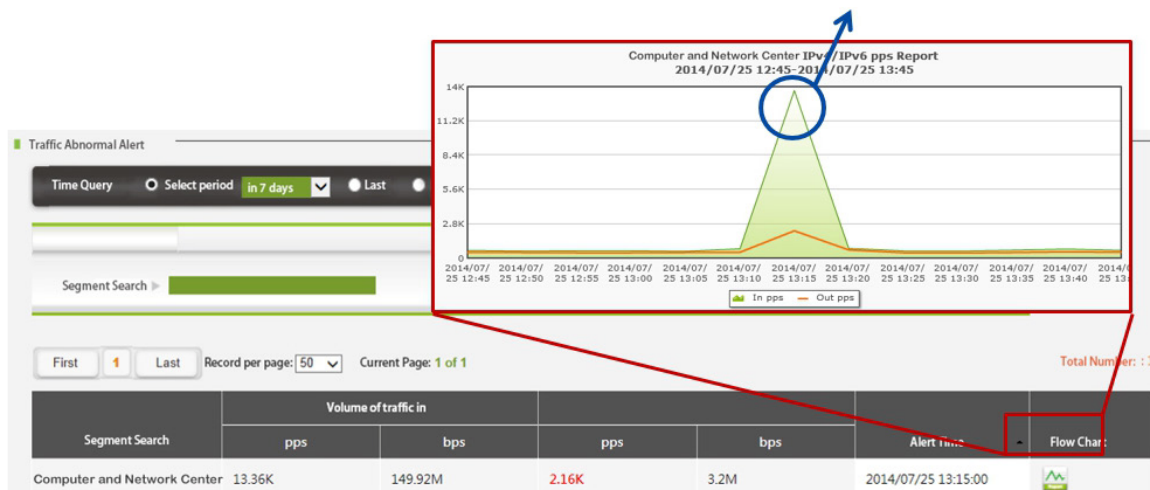 Computer and Network Center IPv4/IPv6 pps Report
2014/07/25 12:45-2014/07/25 13:45
14K
11.2K
8.4K
5.6K
2.8K
0
2014/07/ 2014/07/ 2014/07/ 2014/07/ 2014/07/ 2014/07/ 2014/07/ 2014/07/ 2014/07/ 2014/07/ 2014/07/ 2014/07/
25 12:45 25 12:50 25 12:55 25 13:00 25 13:05 25 13:10 25 13:15 25 13:20 25 13:25 25 13:30 25 13:35 25 13:40
In pps Out pps
Traffic Abnormal Alert
Time Query Select period in 7 days Last
Segment Search
First 1 Last Record per page: 50 Current Page: 1 of 1 Total Number: :
Volume of traffic in
Segment Search pps bps pps bps Alert Time Flow Chart
Computer and Network Center 13.36K 149.92M 2.16K 3.2M 2014/07/25 13:15:00